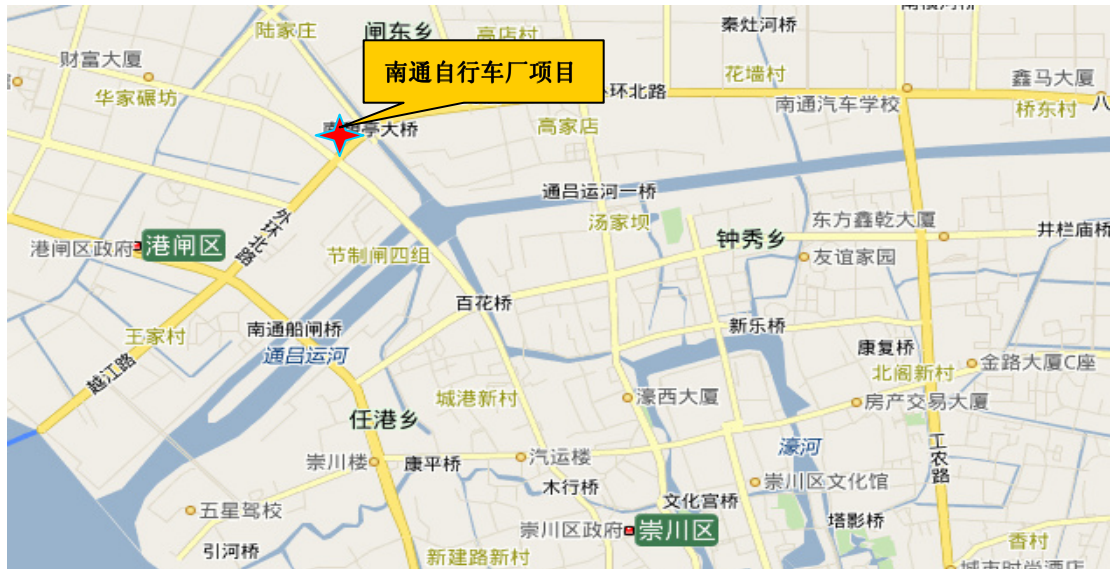 陆家庄
闸东乡
高店村
秦灶河桥
财富大厦
南通自行车厂项目
外环北路
花墙村
鑫马大厦
华家碾坊
南通汽车学校
桥东村
八
亭大桥
高家店
通吕运河一桥
汤家坝
东方鑫乾大厦
井栏庙桥
外环北路
港闸区政府
港闸区
节制闸四组
钟秀乡
友谊家园
百花桥
王家村
南通船闸桥
新乐桥
通吕运河
康复桥
越江路
北阁新村
金路大厦C座
城港新村
濠西大厦
房产交易大厦
任港乡
濠河
工农路
崇川楼
康平桥
汽运楼
木行桥
文化宫桥
崇川区文化馆
五星驾校
崇川区政府
崇川区
塔影桥
引河桥
新建路新村
香村
城市时尚酒店